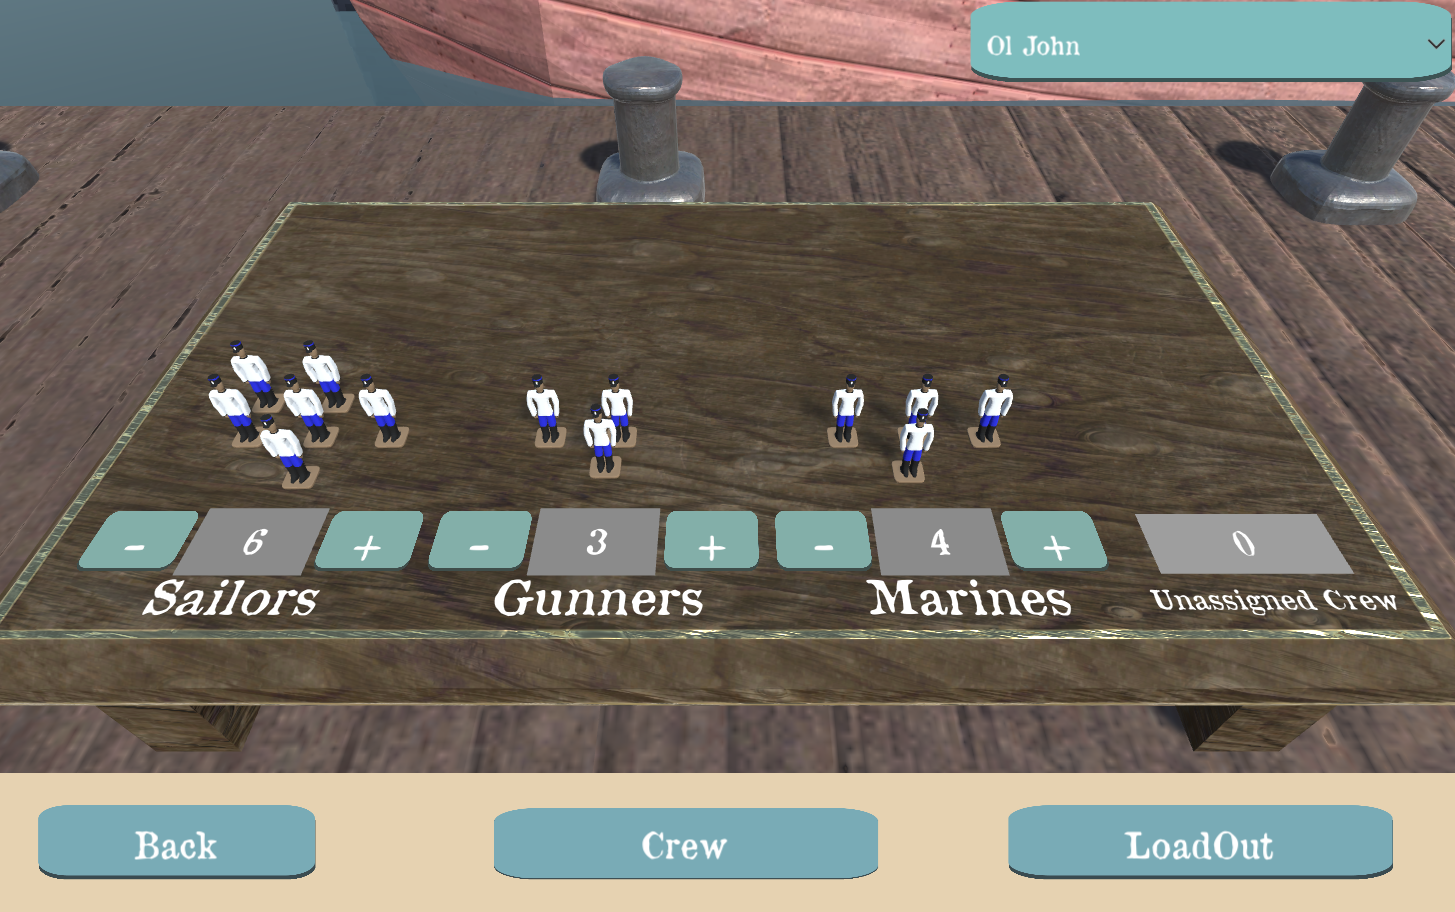 Ol John
- 6 + - 3 + - 4 + 0
Sailors Gunners Marines Unassigned Crew
Back Crew LoadOut